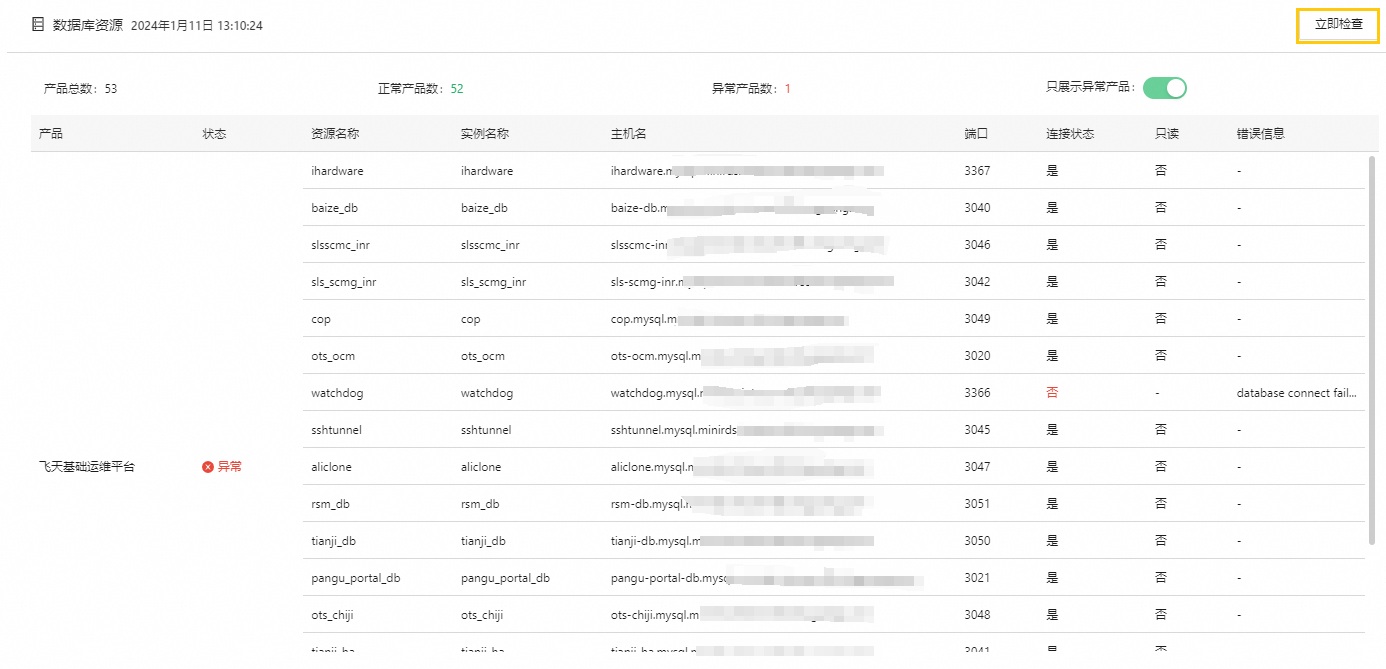 数据库资源 2024年1月11日 13:10:24 立即检查
产品总数: 53 正常产品数: 52 异常产品数: 1 只展示异常产品:
产品 状态 资源名称 实例名称 主机名 端口 连接状态 只读 错误信息
ihardware ihardware ihardware. 3367 是 否 -
baize_db baize_db baize-db. 3040 是 否 -
slsscmc_inr slsscmc_inr slsscmc-inr 3046 是 否 -
sls_scmg_inr sls_scmg_inr sls-scmg-inr. 3042 是 否 -
cop cop cop.mysql.m 3049 是 否 -
ots_ocm ots_ocm ots-ocm.mysql.m 3020 是 否 -
watchdog watchdog watchdog.mysql. 3366 否 - database connect fail...
sshtunnel sshtunnel sshtunnel.mysql.minirds 3045 是 否 -
飞天基础运维平台 异常 aliclone aliclone aliclone.mysql. 3047 是 否 -
rsm_db rsm_db rsm-db.mysql. 3051 是 否 -
tianji_db tianji_db tianji-db.mysql. 3050 是 否 -
pangu_portal_db pangu_portal_db pangu-portal-db.mysq 3021 是 否 -
ots_chiji ots_chiji ots-chiji.mysql.m 3048 是 否 -